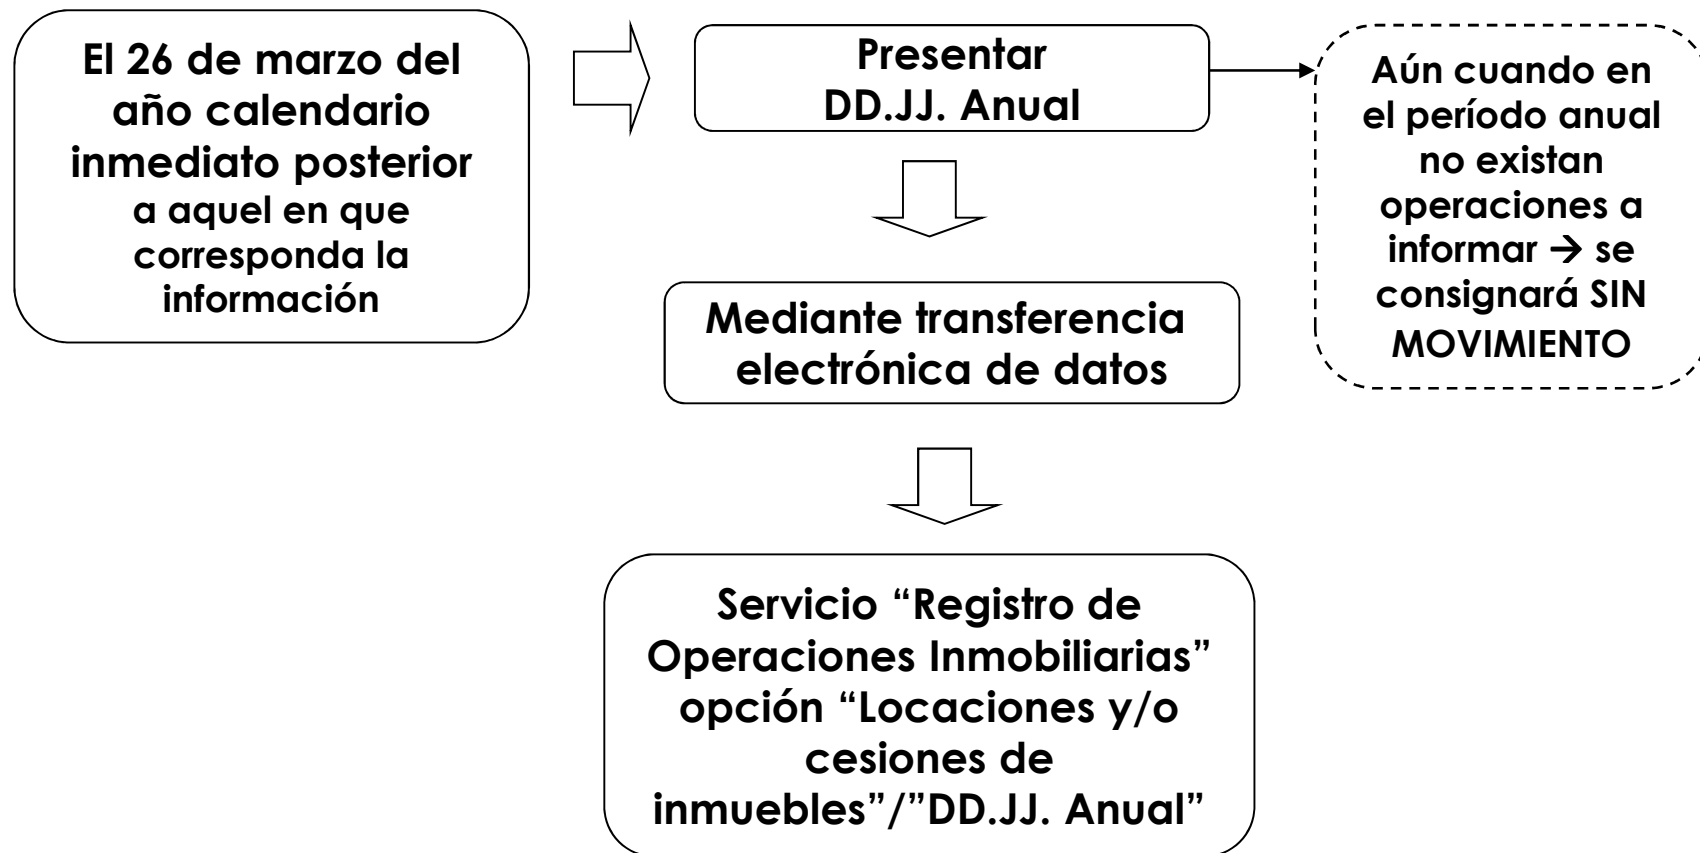 El 26 de marzo del
año calendario
inmediato posterior
a aquel en que
corresponda la
información
Presentar
DD.JJ. Anual
Aún cuando en
el período anual
no existan
operaciones a
informar → se
consignará SIN
MOVIMIENTO
Mediante transferencia
electrónica de datos
Servicio “Registro de
Operaciones Inmobiliarias”
opción “Locaciones y/o
cesiones de
inmuebles”/”DD.JJ. Anual”